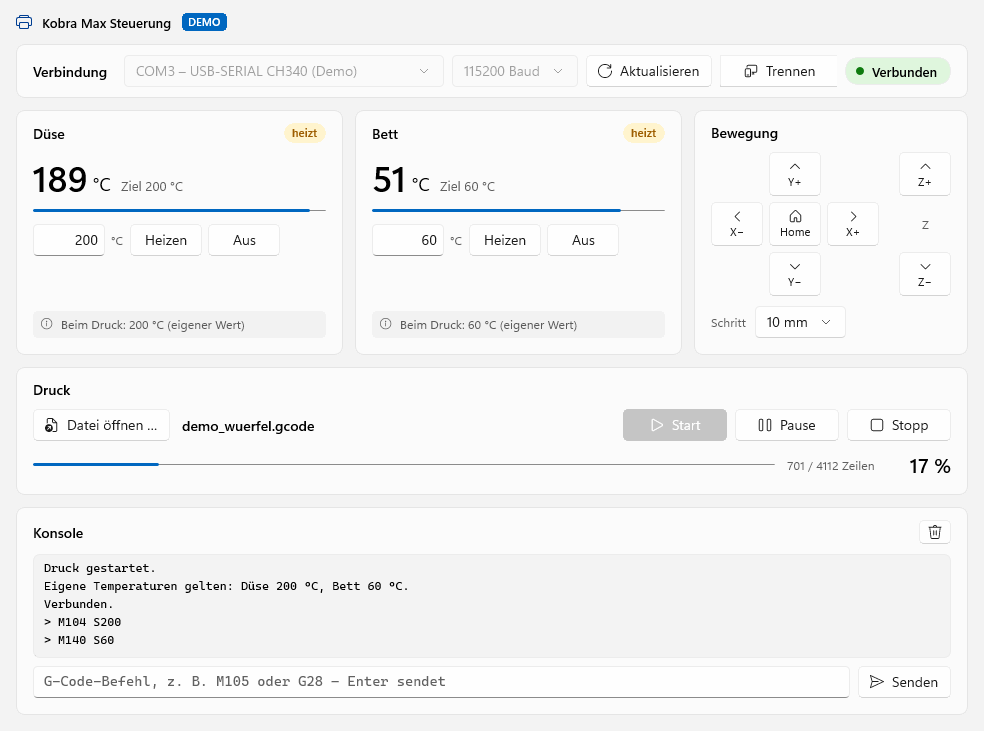 Kobra Max Steuerung DEMO
Verbindung COM3 – USB-SERIAL CH340 (Demo) 115200 Baud Aktualisieren Trennen Verbunden
Düse heizt
189 °C Ziel 200 °C
200 °C Heizen Aus
Beim Druck: 200 °C (eigener Wert)
Bett heizt
51 °C Ziel 60 °C
60 °C Heizen Aus
Beim Druck: 60 °C (eigener Wert)
Bewegung
Y+ Z+
X− Home X+ Z
Y− Z−
Schritt 10 mm
Druck
Datei öffnen ... demo_wuerfel.gcode Start Pause Stopp
701 / 4112 Zeilen 17 %
Konsole
Druck gestartet.
Eigene Temperaturen gelten: Düse 200 °C, Bett 60 °C.
Verbunden.
> M104 S200
> M140 S60
G-Code-Befehl, z. B. M105 oder G28 – Enter sendet Senden